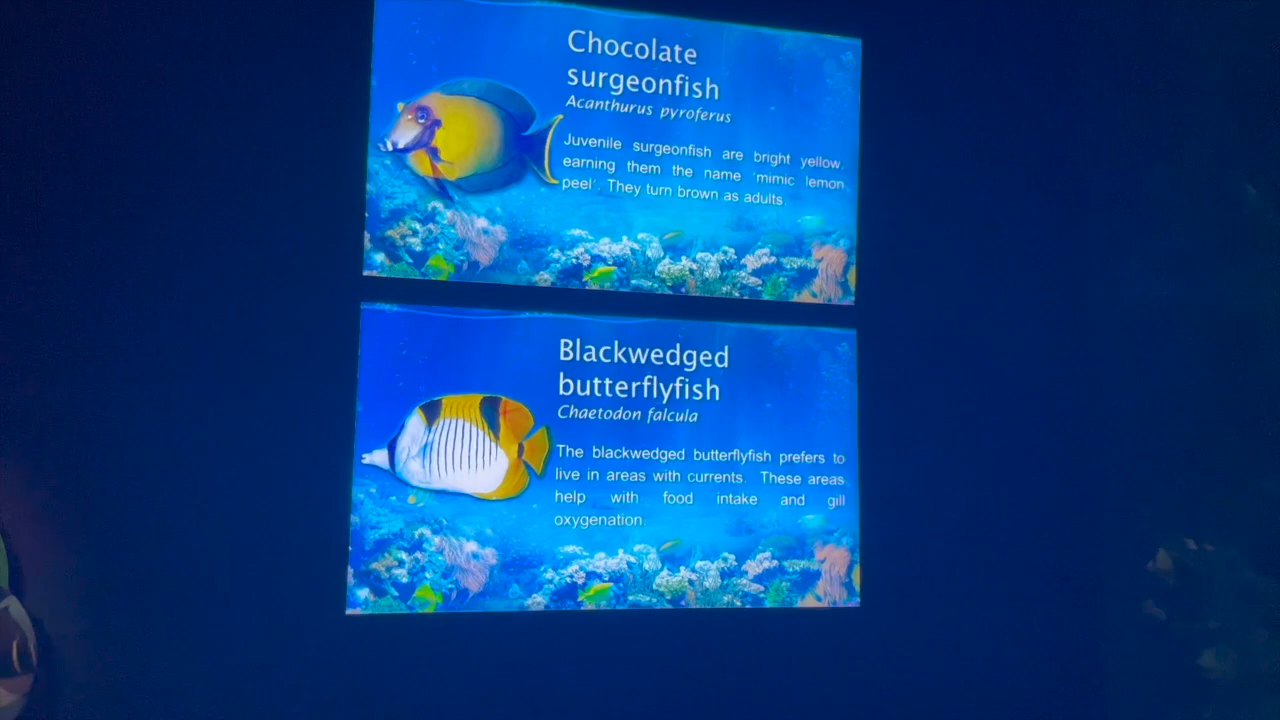 Chocolate
surgeonfish
Acanthurus pyroferus
Juvenile surgeonfish are bright yellow,
earning them the name 'mimic lemon
peel'. They turn brown as adults.
Blackwedged
butterflyfish
Chaetodon falcula
The blackwedged butterflyfish prefers to
live in areas with currents. These areas
help with food intake and gill
oxygenation.